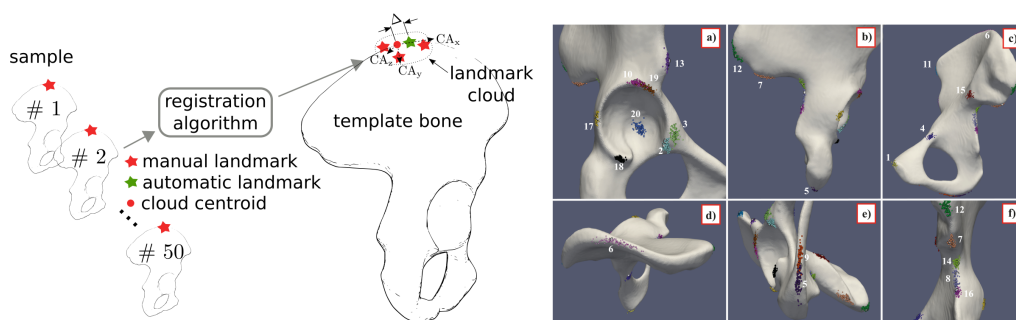 sample
# 1
# 2
# 50
registration
algorithm
manual landmark
automatic landmark
cloud centroid
Δ
CAx
CAz
CAy
landmark
cloud
template bone
a)
10
19
13
17
20
3
2
18
b)
12
7
5
c)
6
11
15
4
1
d)
6
e)
5
f)
12
7
14
8
16